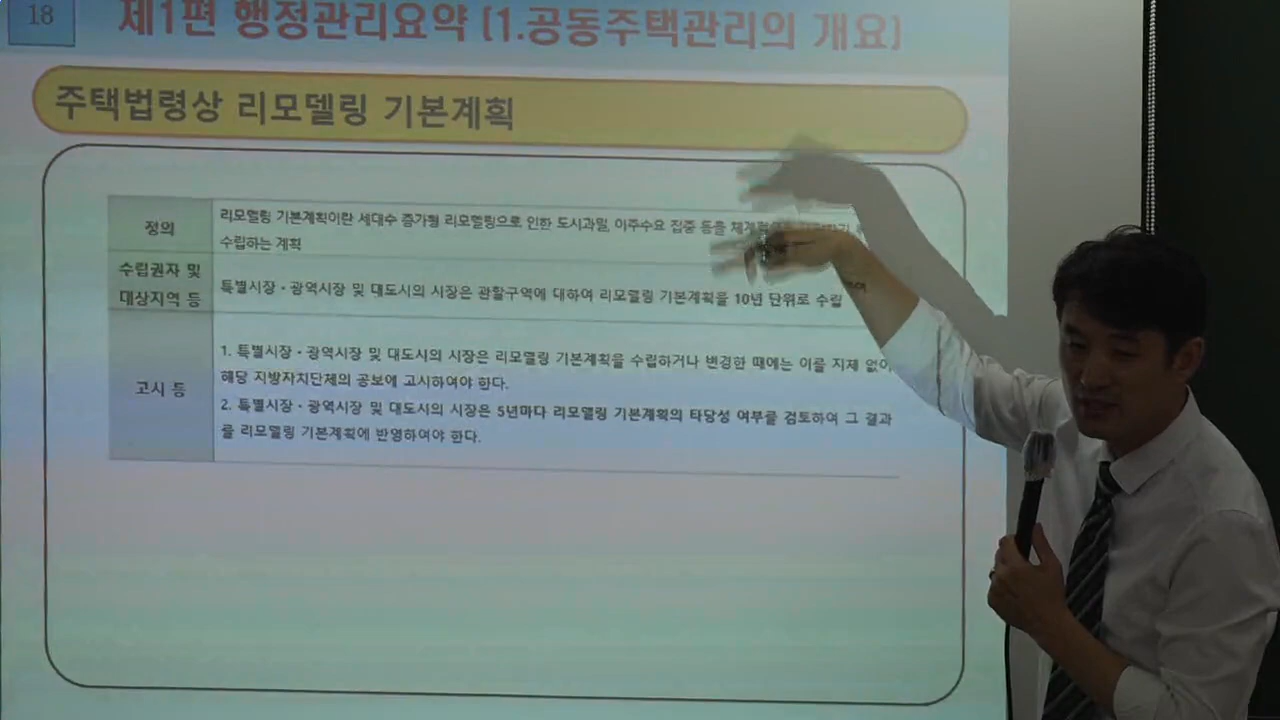 18
제1편 행정관리요약 (1.공동주택관리의 개요)
주택법령상 리모델링 기본계획
정의
리모델링 기본계획이란 세대수 증가형 리모델링으로 인한 도시과밀, 이주수요 집중 등을
수립하는 계획
수립권자 및
대상지역 등
특별시장·광역시장 및 대도시의 시장은 관할구역에 대하여 리모델링 기본계획을 10년 단위로 수립
고시 등
1. 특별시장·광역시장 및 대도시의 시장은 리모델링 기본계획을 수립하거나 변경한 때에는 이를 지체 없이
해당 지방자치단체의 공보에 고시하여야 한다.
2. 특별시장·광역시장 및 대도시의 시장은 5년마다 리모델링 기본계획의 타당성 여부를 검토하여 그 결과
를 리모델링 기본계획에 반영하여야 한다.